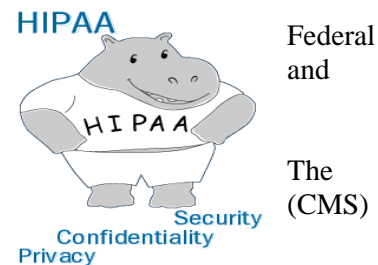 HIPAA
Federal
and
HIPAA
The
(CMS)
Security
Confidentiality
Privacy